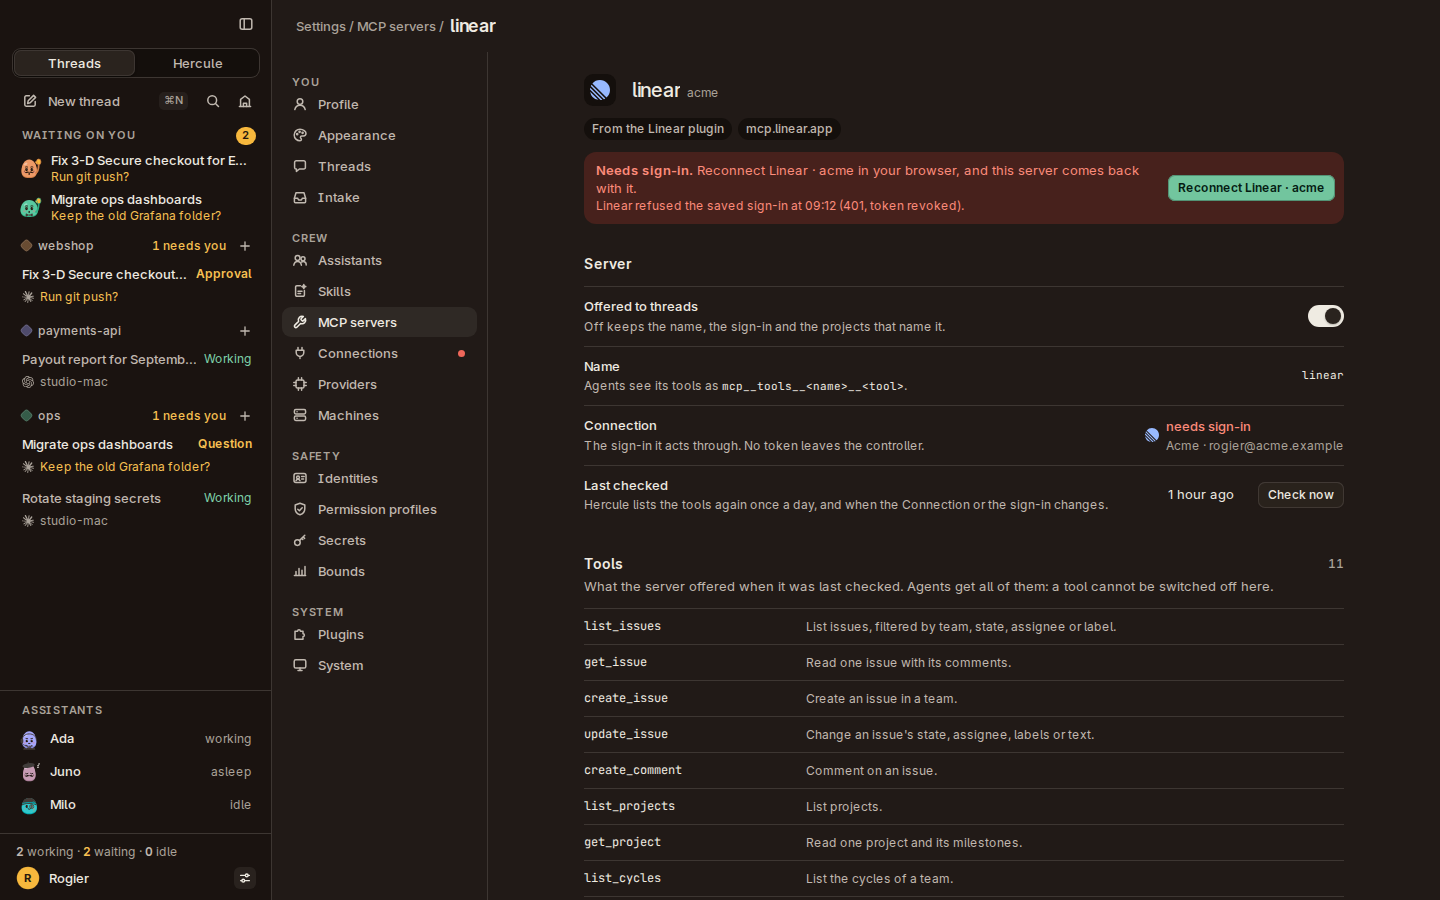 Threads
Hercule
New thread
⌘N
WAITING ON YOU
2
Fix 3-D Secure checkout for E...
Run git push?
Migrate ops dashboards
Keep the old Grafana folder?
webshop
1 needs you
Fix 3-D Secure checkout...
Approval
Run git push?
payments-api
Payout report for Septemb...
Working
studio-mac
ops
1 needs you
Migrate ops dashboards
Question
Keep the old Grafana folder?
Rotate staging secrets
Working
studio-mac
ASSISTANTS
Ada
working
Juno
asleep
Milo
idle
2 working · 2 waiting · 0 idle
R
Rogier
Settings / MCP servers / linear
YOU
Profile
Appearance
Threads
Intake
CREW
Assistants
Skills
MCP servers
Connections
Providers
Machines
SAFETY
Identities
Permission profiles
Secrets
Bounds
SYSTEM
Plugins
System
linear acme
From the Linear plugin
mcp.linear.app
Needs sign-in. Reconnect Linear · acme in your browser, and this server comes back
with it.
Linear refused the saved sign-in at 09:12 (401, token revoked).
Reconnect Linear · acme
Server
Offered to threads
Off keeps the name, the sign-in and the projects that name it.
Name
Agents see its tools as mcp__tools__<name>__<tool>.
linear
Connection
The sign-in it acts through. No token leaves the controller.
needs sign-in
Acme · rogier@acme.example
Last checked
Hercule lists the tools again once a day, and when the Connection or the sign-in changes.
1 hour ago
Check now
Tools
11
What the server offered when it was last checked. Agents get all of them: a tool cannot be switched off here.
list_issues
List issues, filtered by team, state, assignee or label.
get_issue
Read one issue with its comments.
create_issue
Create an issue in a team.
update_issue
Change an issue's state, assignee, labels or text.
create_comment
Comment on an issue.
list_projects
List projects.
get_project
Read one project and its milestones.
list_cycles
List the cycles of a team.